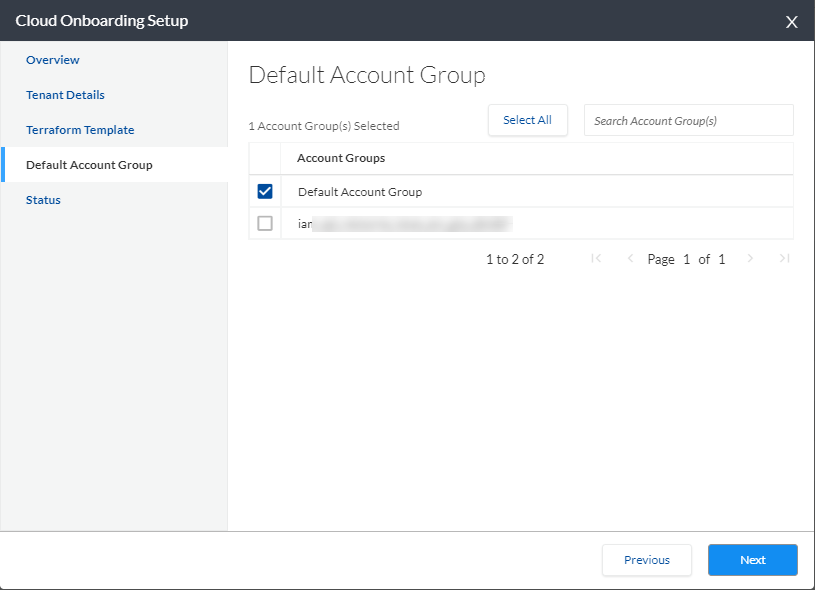 Cloud Onboarding Setup
X
Overview
Tenant Details
Terraform Template
Default Account Group
Status
Default Account Group
1 Account Group(s) Selected
Select All
Search Account Group(s)
Account Groups
Default Account Group
1 to 2 of 2
Page 1 of 1
Previous
Next